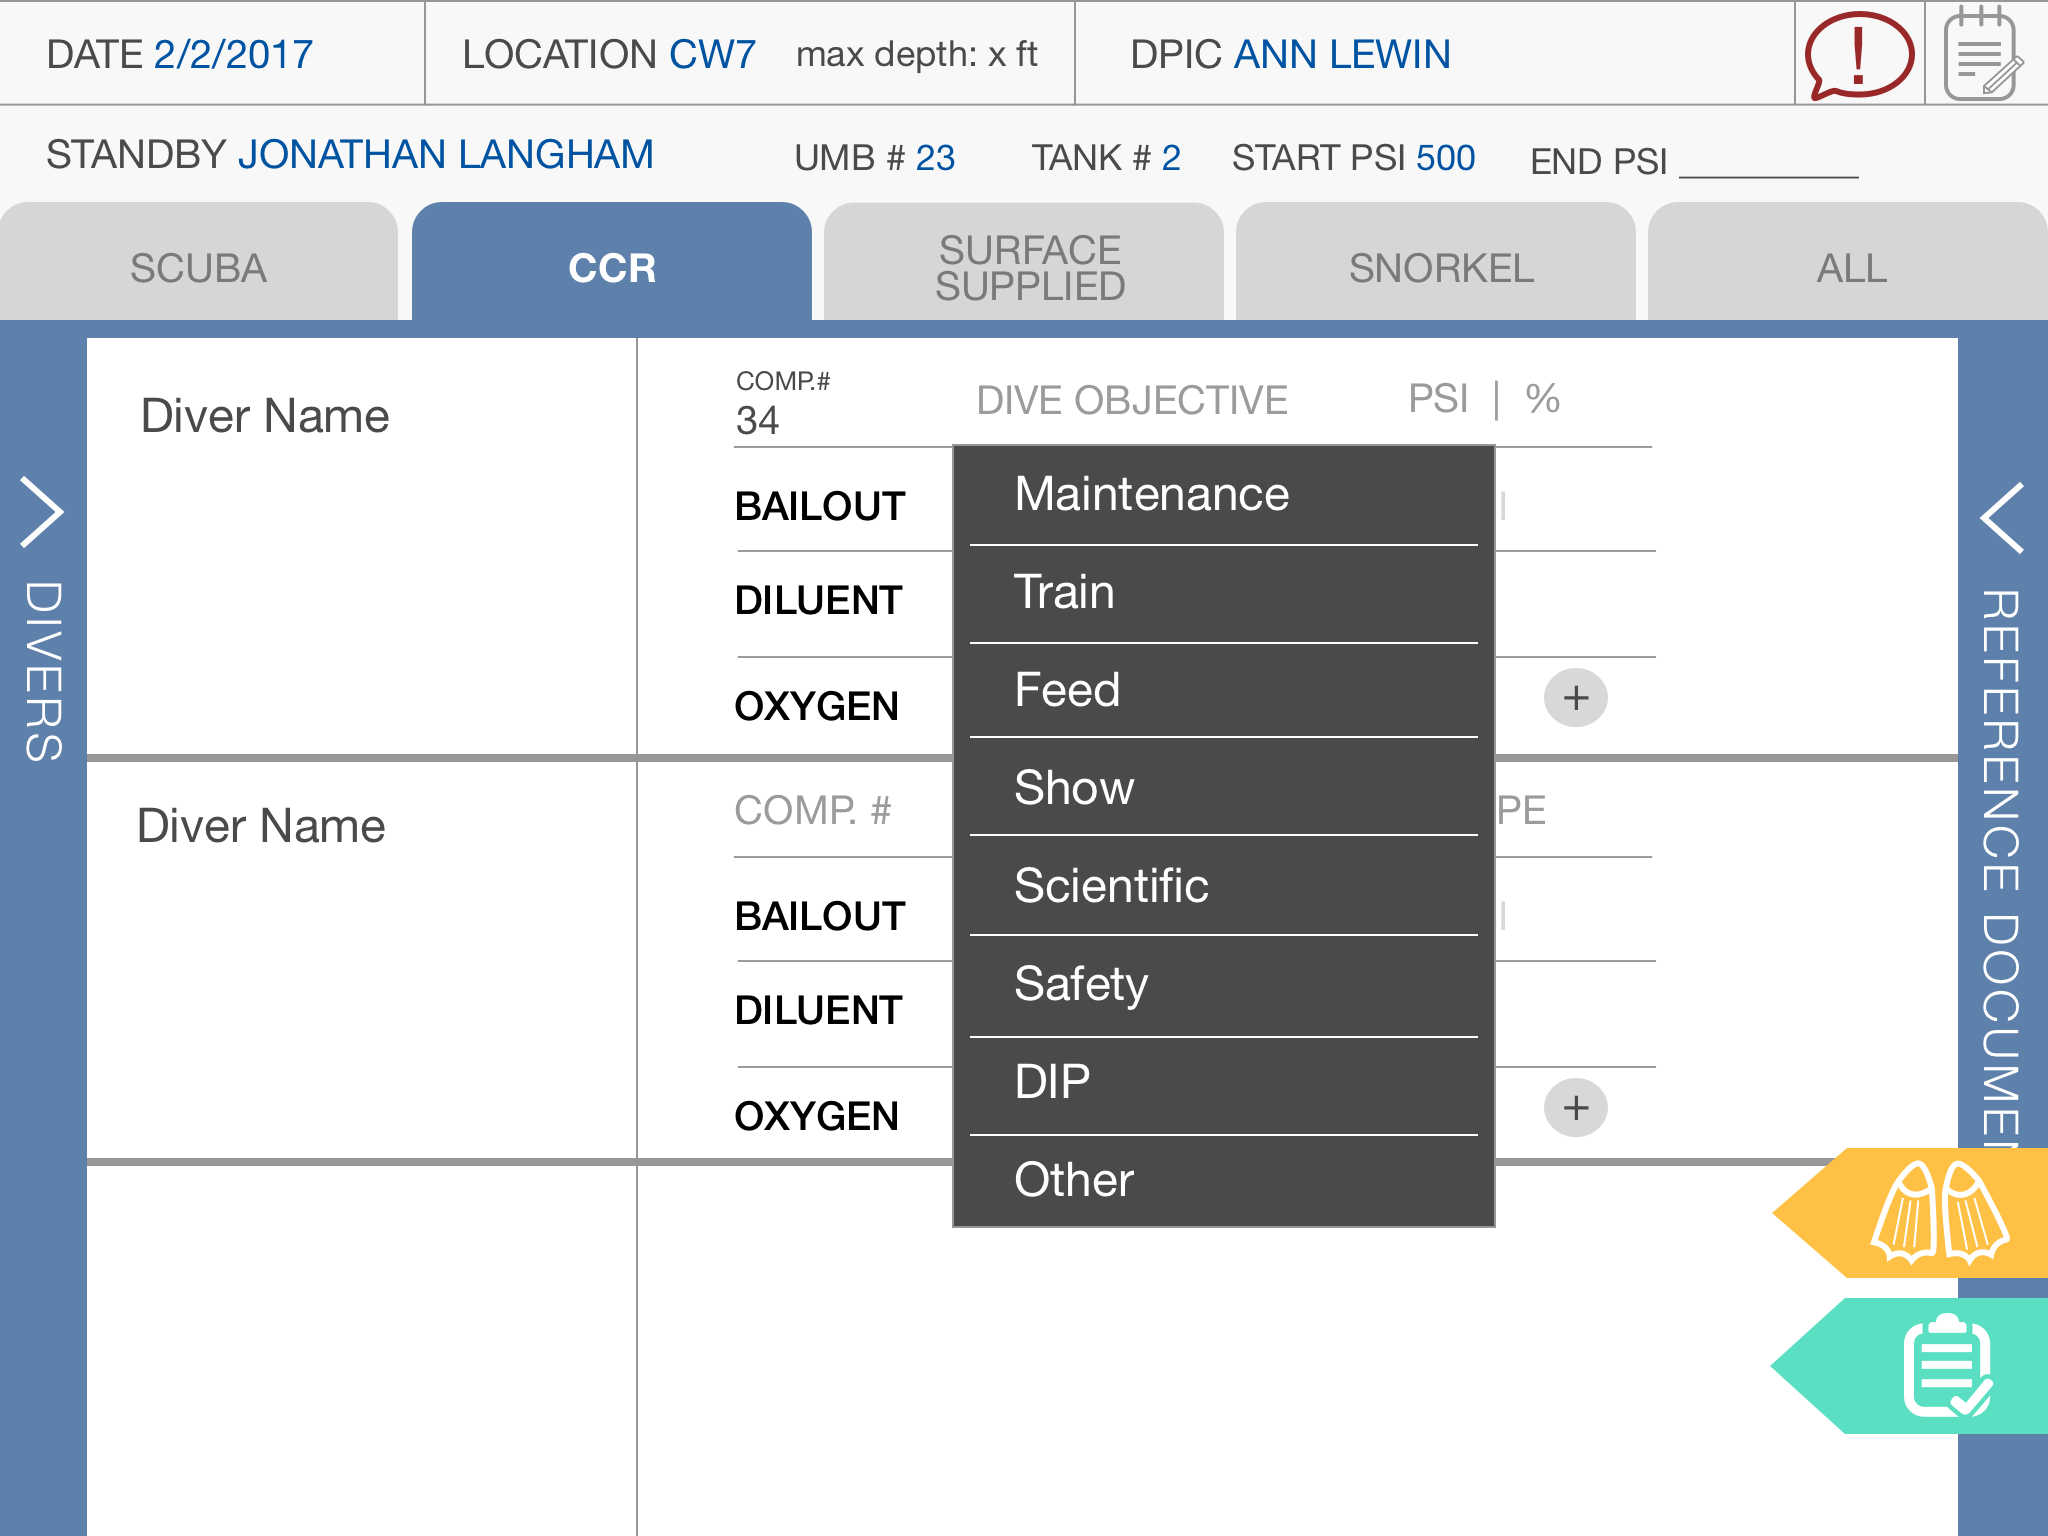 DATE 2/2/2017
LOCATION CW7 max depth: x ft
DPIC ANN LEWIN
STANDBY JONATHAN LANGHAM
UMB # 23
TANK # 2
START PSI 500
END PSI
SCUBA
CCR
SURFACE
SUPPLIED
SNORKEL
ALL
DIVERS
Diver Name
COMP.#
34
DIVE OBJECTIVE
PSI | %
BAILOUT
DILUENT
OXYGEN
+
Maintenance
Train
Feed
Show
Scientific
Safety
DIP
Other
Diver Name
COMP. #
PE
BAILOUT
DILUENT
OXYGEN
+
REFERENCE DOCUMEN